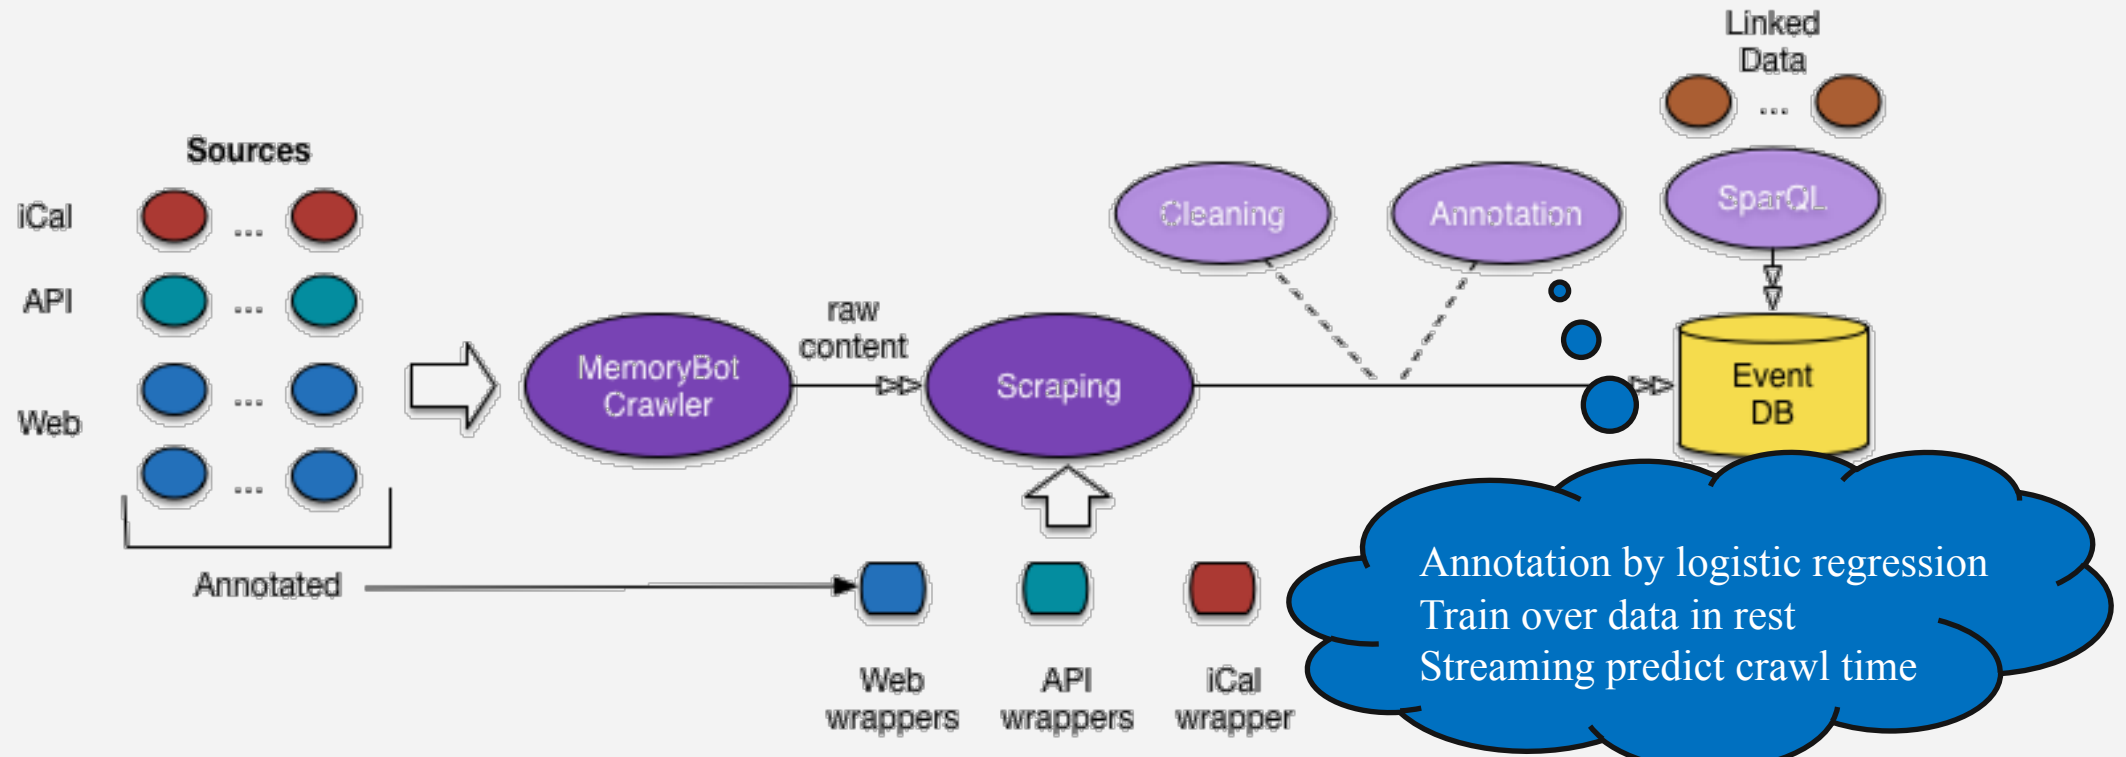 Linked
Data
...
Sources
iCal
...
API
...
Web
...
...
Annotated
MemoryBot
Crawler
raw
content
Scraping
Cleaning
Annotation
SparQL
Event
DB
Web
wrappers
API
wrappers
iCal
wrapper
Annotation by logistic regression
Train over data in rest
Streaming predict crawl time